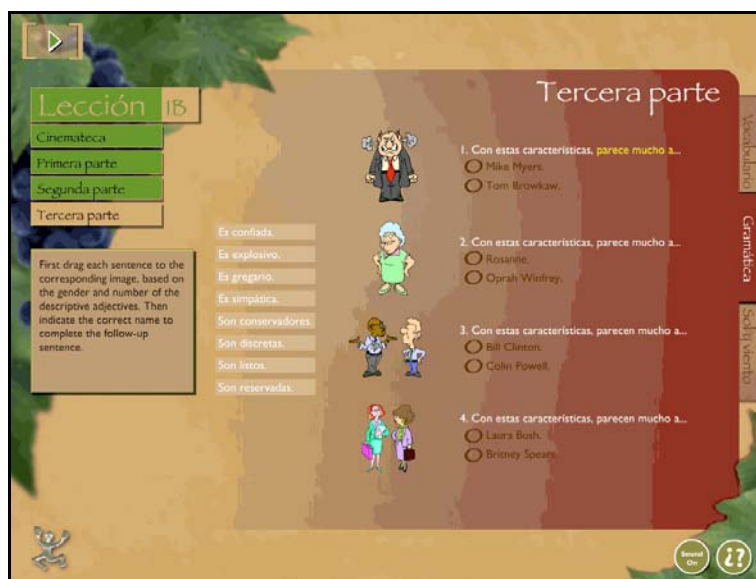 Lección 1B
Cinemateca
Primera parte
Segunda parte
Tercera parte
First drag each sentence to the
corresponding image, based on
the gender and number of the
descriptive adjectives. Then
indicate the correct name to
complete the follow-up
sentence.
Es confiada.
Es explosivo.
Es gregario.
Es simpática.
Son conservadores.
Son discretas.
Son listos.
Son reservadas.
Tercera parte
1. Con estas características, parece mucho a...
Mike Myers.
Tom Browkaw.
2. Con estas características, parece mucho a...
Rosanne.
Oprah Winfrey.
3. Con estas características, parecen mucho a...
Bill Clinton.
Colin Powell.
4. Con estas características, parecen mucho a...
Laura Bush.
Britney Spears.
Vocabulario
Gramática
Sol y viento
Sound
On
¿?